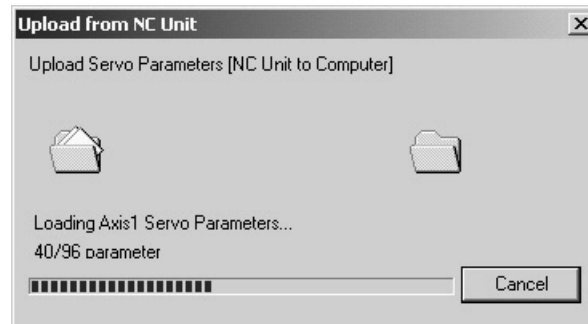 Upload from NC Unit
Upload Servo Parameters [NC Unit to Computer]
Loading Axis1 Servo Parameters...
40/96 parameter
Cancel